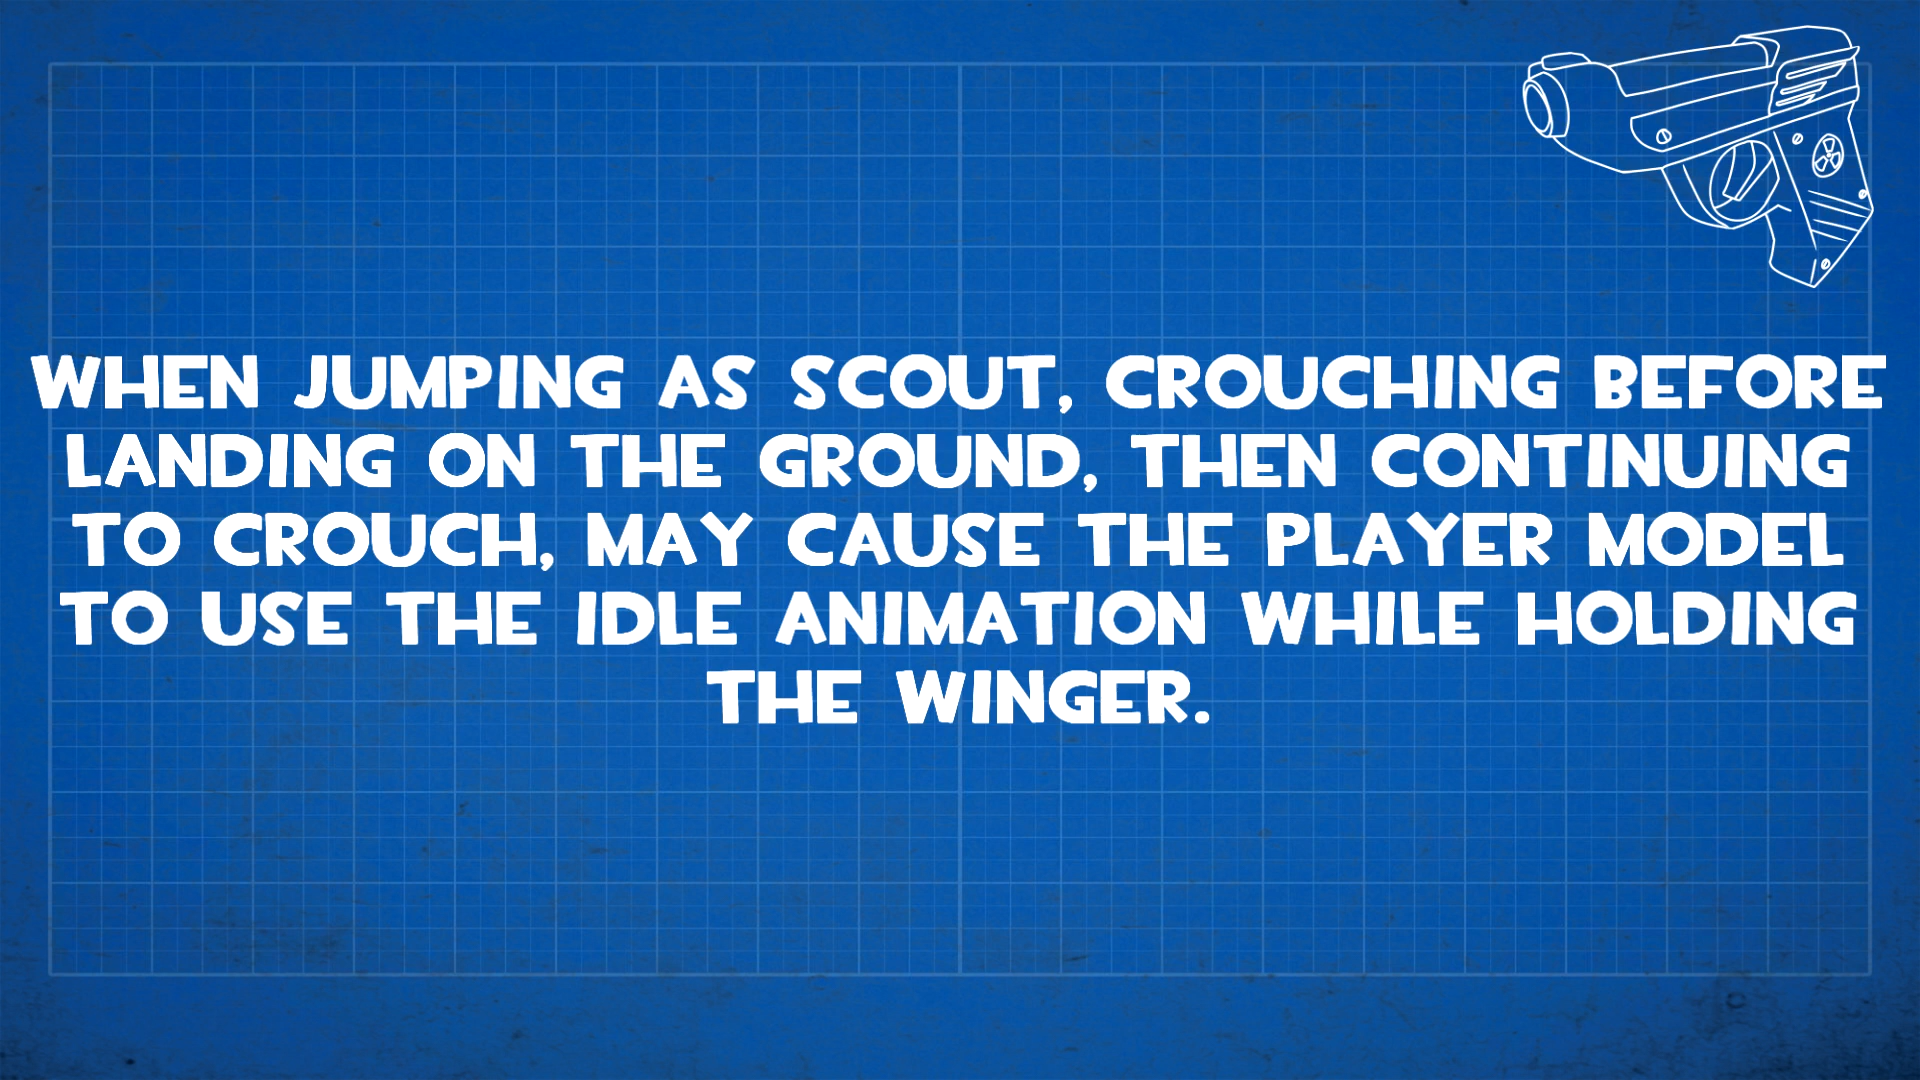 WHEN JUMPING AS SCOUT, CROUCHING BEFORE
LANDING ON THE GROUND, THEN CONTINUING
TO CROUCH, MAY CAUSE THE PLAYER MODEL
TO USE THE IDLE ANIMATION WHILE HOLDING
THE WINGER.